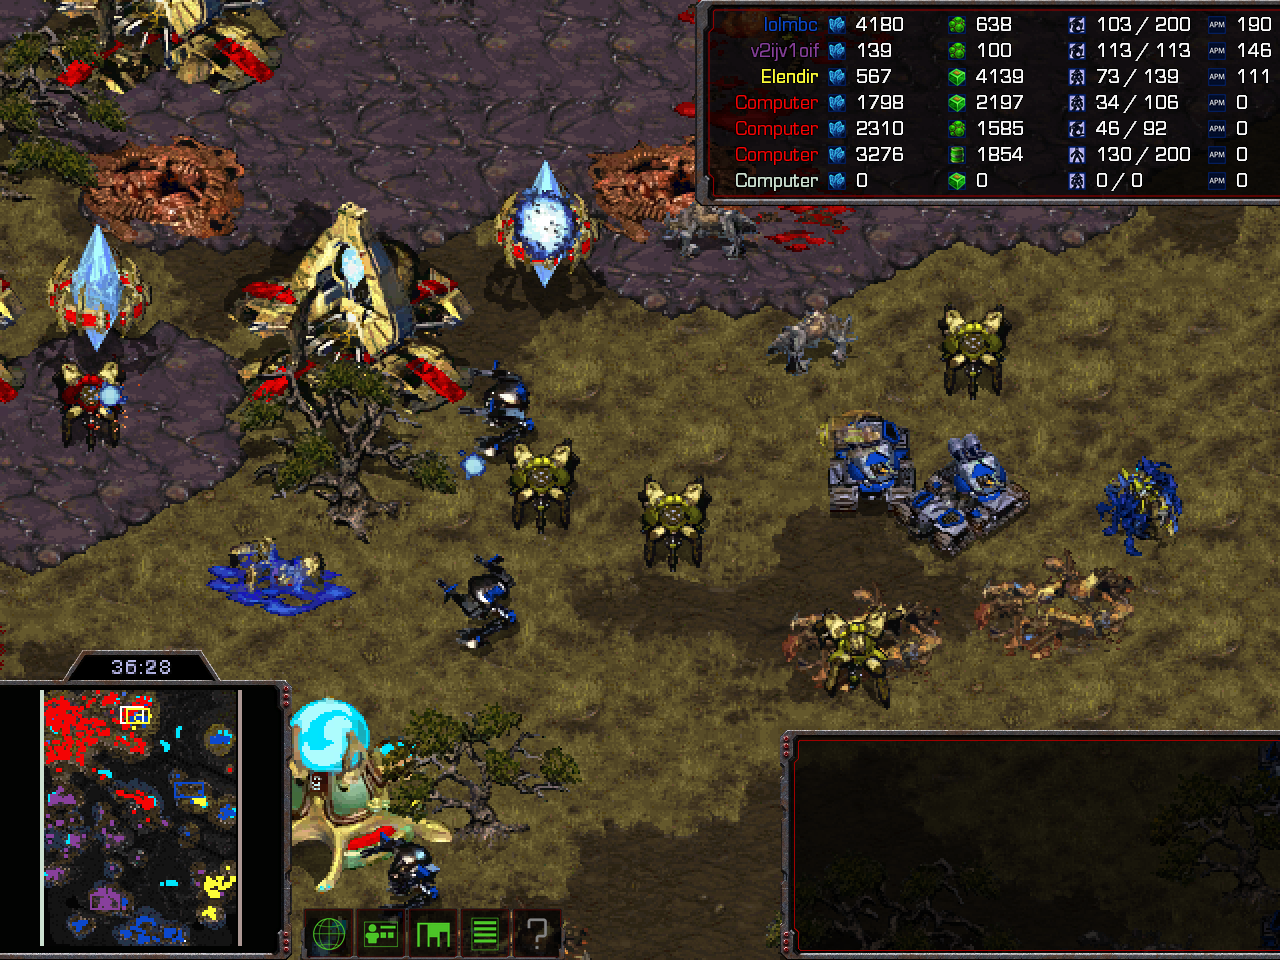 lolmbc 4180 638 103 / 200 APM 190
v2ijv1oif 139 100 113 / 113 APM 146
Elendir 567 4139 73 / 139 APM 111
Computer 1798 2197 34 / 106 APM 0
Computer 2310 1585 46 / 92 APM 0
Computer 3276 1854 130 / 200 APM 0
Computer 0 0 0 / 0 APM 0
36:28
?